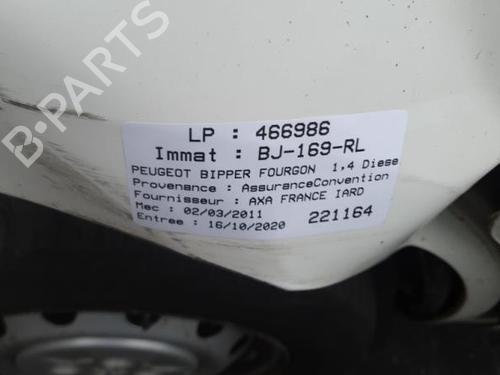 B-PARTS
LP : 466986
Immat : BJ-169-RL
PEUGEOT BIPPER FOURGON 1,4 Diese
Provenance : AssuranceConvention
Fournisseur : AXA FRANCE IARD
Mec : 02/03/2011 221164
Entree : 16/10/2020